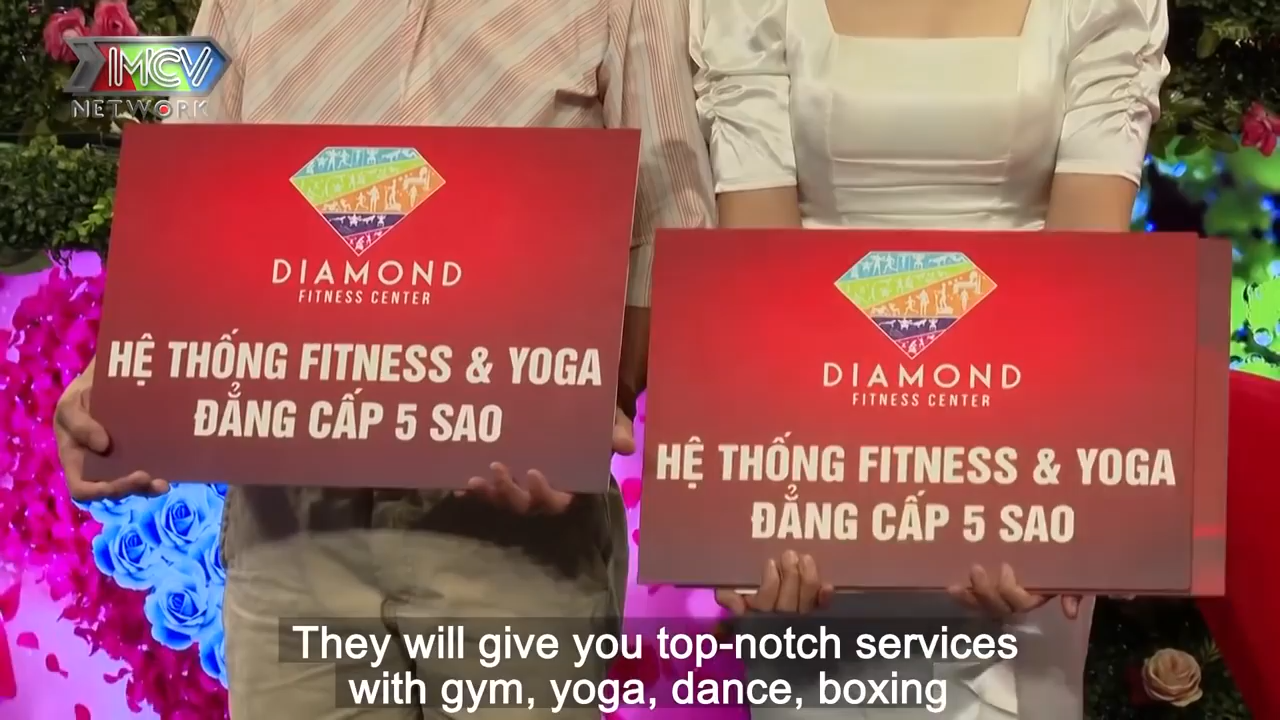 MCV
NETWORK
DIAMOND
FITNESS CENTER
HỆ THỐNG FITNESS & YOGA
ĐẲNG CẤP 5 SAO
DIAMOND
FITNESS CENTER
HỆ THỐNG FITNESS & YOGA
ĐẲNG CẤP 5 SAO
They will give you top-notch services
with gym, yoga, dance, boxing